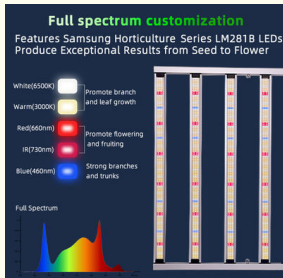 Full spectrum customization
Features Samsung Horticulture Series LM281B LEDs
Produce Exceptional Results from Seed to Flower
White(6500K)
Warm(3000K)
Promote branch
and leaf growth
Red(660nm)
IR(730nm)
Promote flowering
and fruiting
Blue(460nm)
Strong branches
and trunks
Full Spectrum